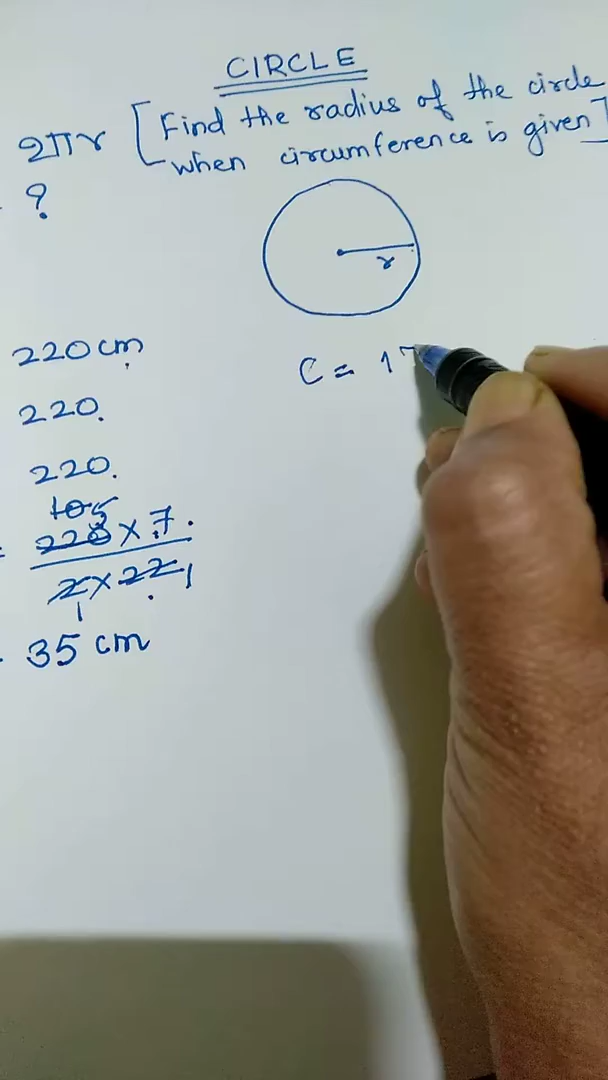 CIRCLE
2πr [Find the radius of the circle
when circumference is given]
?
r
220 cm
C = 1
220.
220.
5
220 × 7.
2 × 22 1
1
35 cm